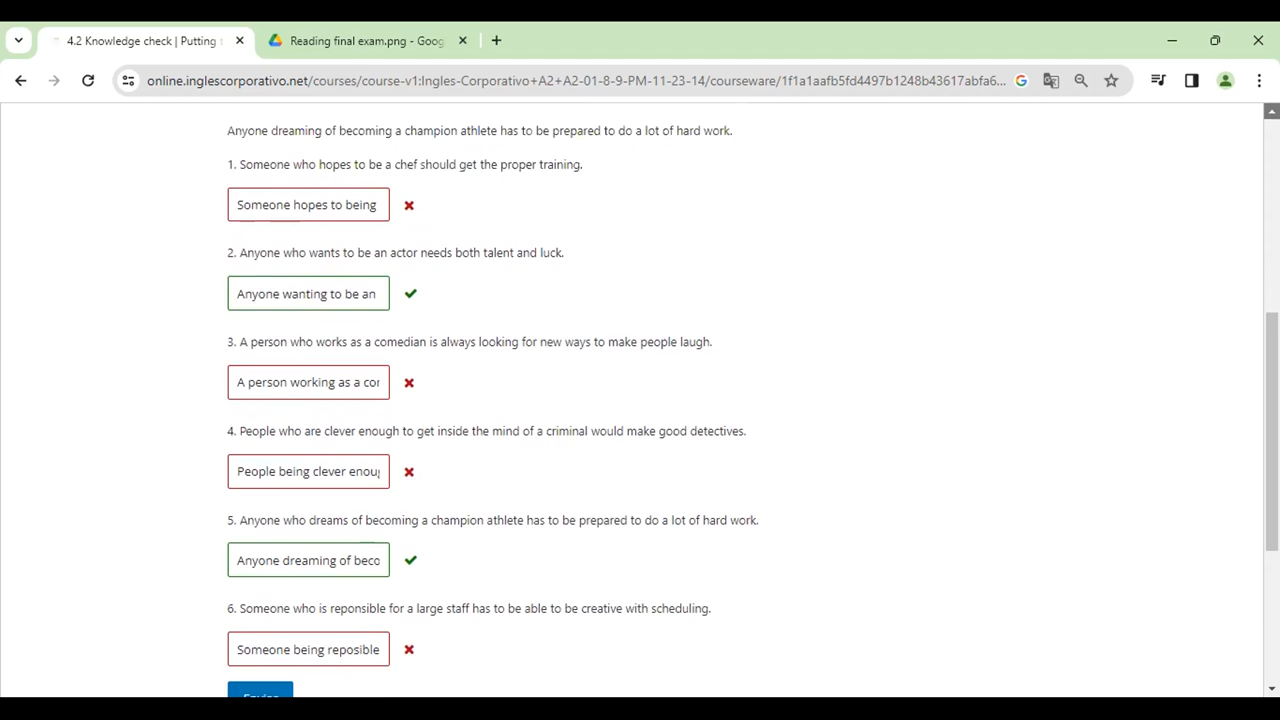 4.2 Knowledge check | Putting
Reading final exam.png - Goog
online.inglescorporativo.net/courses/course-v1:Ingles-Corporativo+A2+A2-01-8-9-PM-11-23-14/courseware/1f1a1aafb5fd4497b1248b43617abfa6...
Anyone dreaming of becoming a champion athlete has to be prepared to do a lot of hard work.
1. Someone who hopes to be a chef should get the proper training.
Someone hopes to being
2. Anyone who wants to be an actor needs both talent and luck.
Anyone wanting to be an
3. A person who works as a comedian is always looking for new ways to make people laugh.
A person working as a cor
4. People who are clever enough to get inside the mind of a criminal would make good detectives.
People being clever enoug
5. Anyone who dreams of becoming a champion athlete has to be prepared to do a lot of hard work.
Anyone dreaming of beco
6. Someone who is reponsible for a large staff has to be able to be creative with scheduling.
Someone being reposible